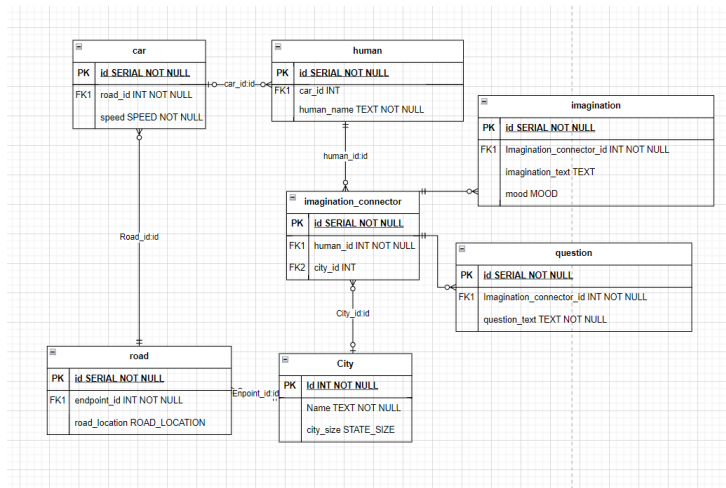 car
PK id SERIAL NOT NULL
FK1 road_id INT NOT NULL
speed SPEED NOT NULL
car_id:id
human
PK id SERIAL NOT NULL
FK1 car_id INT
human_name TEXT NOT NULL
human_id:id
imagination
PK id SERIAL NOT NULL
FK1 Imagination_connector_id INT NOT NULL
imagination_text TEXT
mood MOOD
imagination_connector
PK id SERIAL NOT NULL
FK1 human_id INT NOT NULL
FK2 city_id INT
question
PK id SERIAL NOT NULL
FK1 Imagination_connector_id INT NOT NULL
question_text TEXT NOT NULL
Road_id:id
City_id:id
road
PK id SERIAL NOT NULL
FK1 endpoint_id INT NOT NULL
road_location ROAD_LOCATION
Enpoint_id:id
City
PK Id INT NOT NULL
Name TEXT NOT NULL
city_size STATE_SIZE